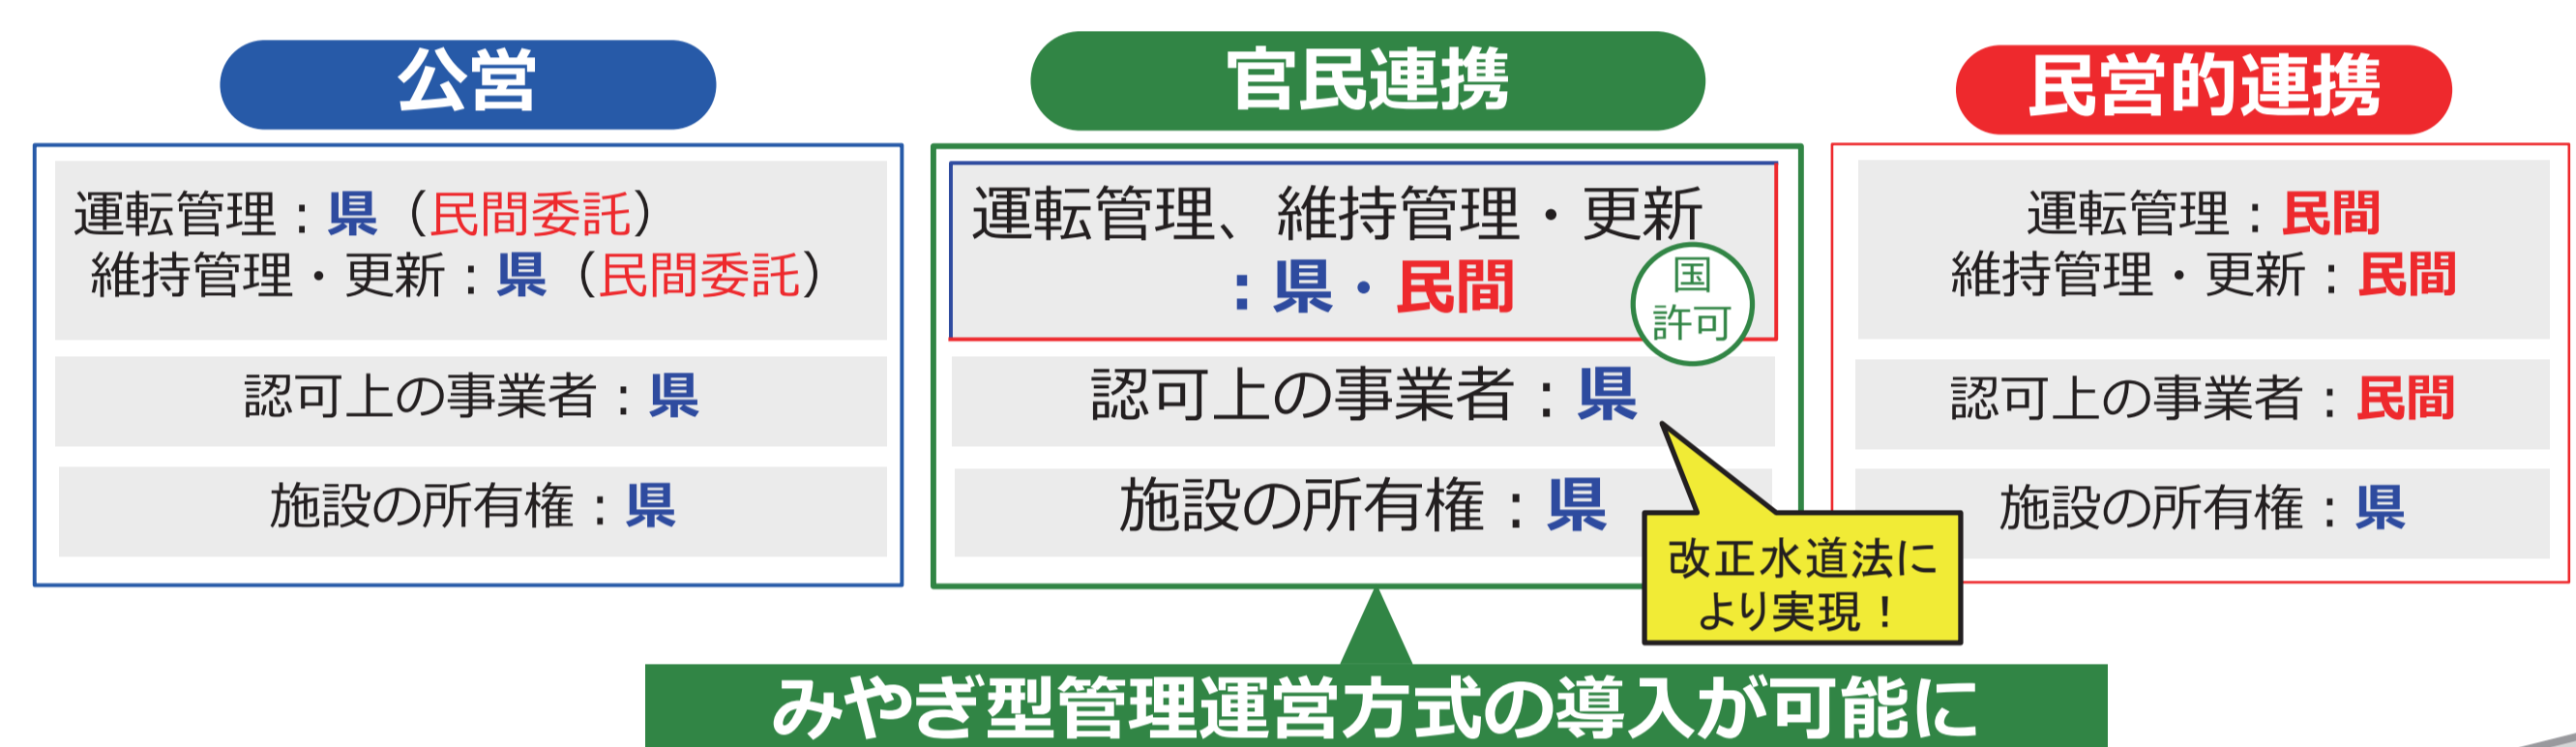 公営
運転管理：県（民間委託）
維持管理・更新：県（民間委託）
認可上の事業者：県
施設の所有権：県
官民連携
運転管理、維持管理・更新
：県・民間
国
許可
認可上の事業者：県
施設の所有権：県
改正水道法に
より実現！
民営的連携
運転管理：民間
維持管理・更新：民間
認可上の事業者：民間
施設の所有権：県
みやぎ型管理運営方式の導入が可能に